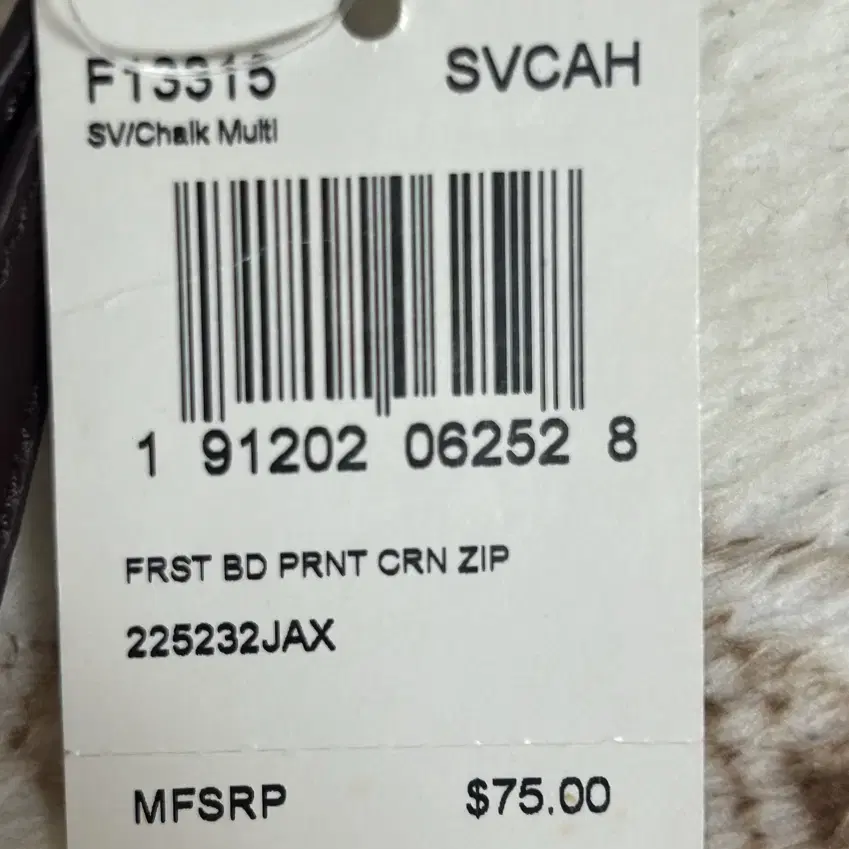 F13315 SVCAH
SV/Chalk Multi
1 91202 06252 8
FRST BD PRNT CRN ZIP
225232JAX
MFSRP $75.00